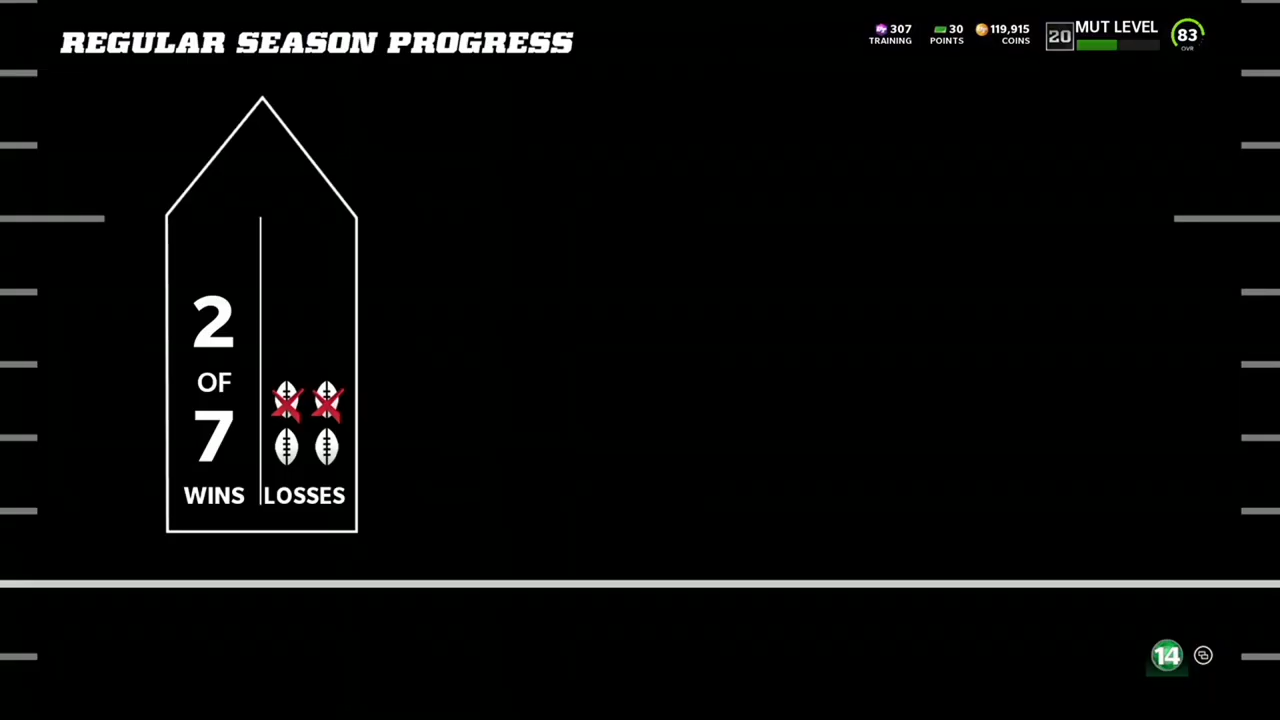 REGULAR SEASON PROGRESS
307
TRAINING
30
POINTS
119,915
COINS
20
MUT LEVEL
83
OVR
2
OF
7
WINS
LOSSES
14